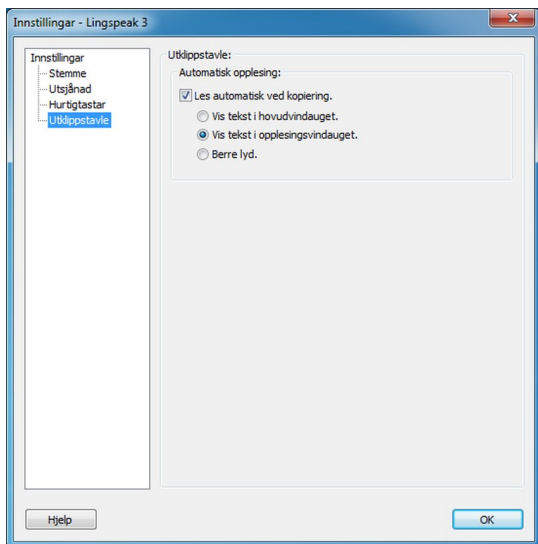 Innstillingar - Lingspeak 3
Innstillingar
Stemme
Utsjånad
Hurtigtastar
Utklippstavle
Utklippstavle:
Automatisk opplesing:
Les automatisk ved kopiering.
Vis tekst i hovudvindauget.
Vis tekst i opplesingsvindauget.
Berre lyd.
Hjelp
OK